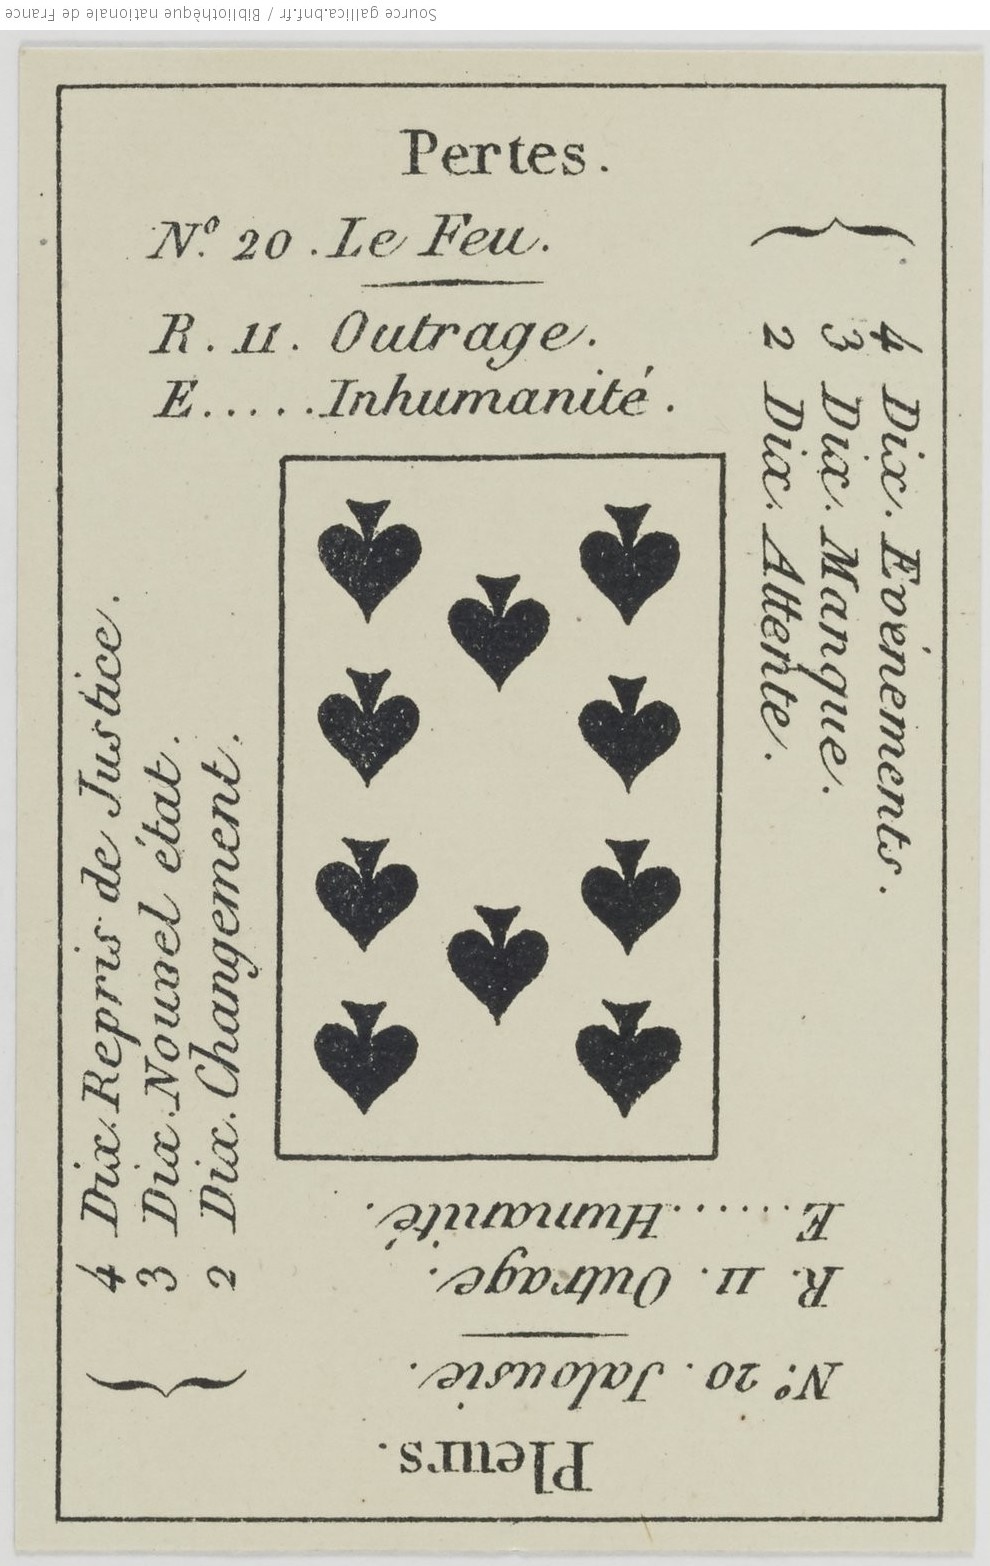 Source gallica.bnf.fr / Bibliothèque nationale de France
Pertes.
N.º 20 . Le Feu.
R . 11 . Outrage.
E.....Inhumanité.
4 Dix. Evénements.
3 Dix. Manque.
2 Dix. Attente.
4 Dix. Repris de Justice.
3 Dix. Nouvel état.
2 Dix. Changement.
Pleurs.
N.º 20 . Jalousie.
R. 11 . Outrage.
E.......Humanité.